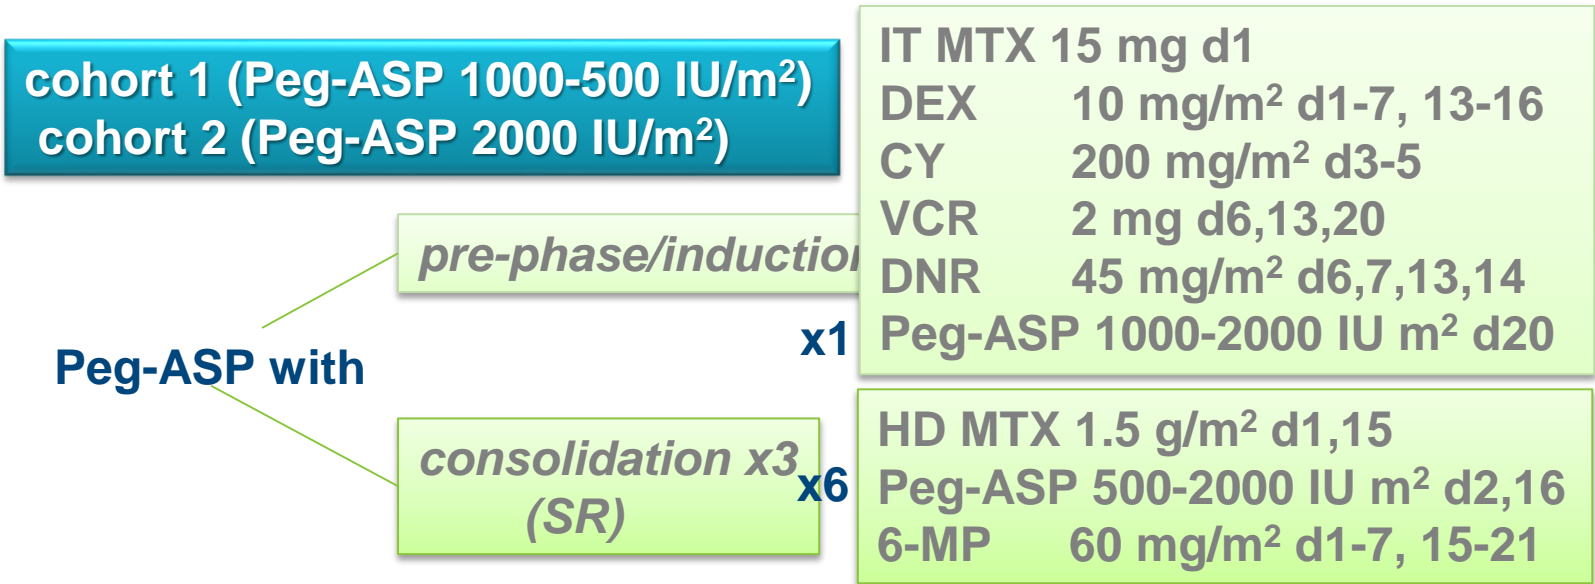 cohort 1 (Peg-ASP 1000-500 IU/m²)
cohort 2 (Peg-ASP 2000 IU/m²)
Peg-ASP with
pre-phase/induction
x1
IT MTX 15 mg d1
DEX 10 mg/m² d1-7, 13-16
CY 200 mg/m² d3-5
VCR 2 mg d6,13,20
DNR 45 mg/m² d6,7,13,14
Peg-ASP 1000-2000 IU m² d20
consolidation x3
(SR)
x6
HD MTX 1.5 g/m² d1,15
Peg-ASP 500-2000 IU m² d2,16
6-MP 60 mg/m² d1-7, 15-21